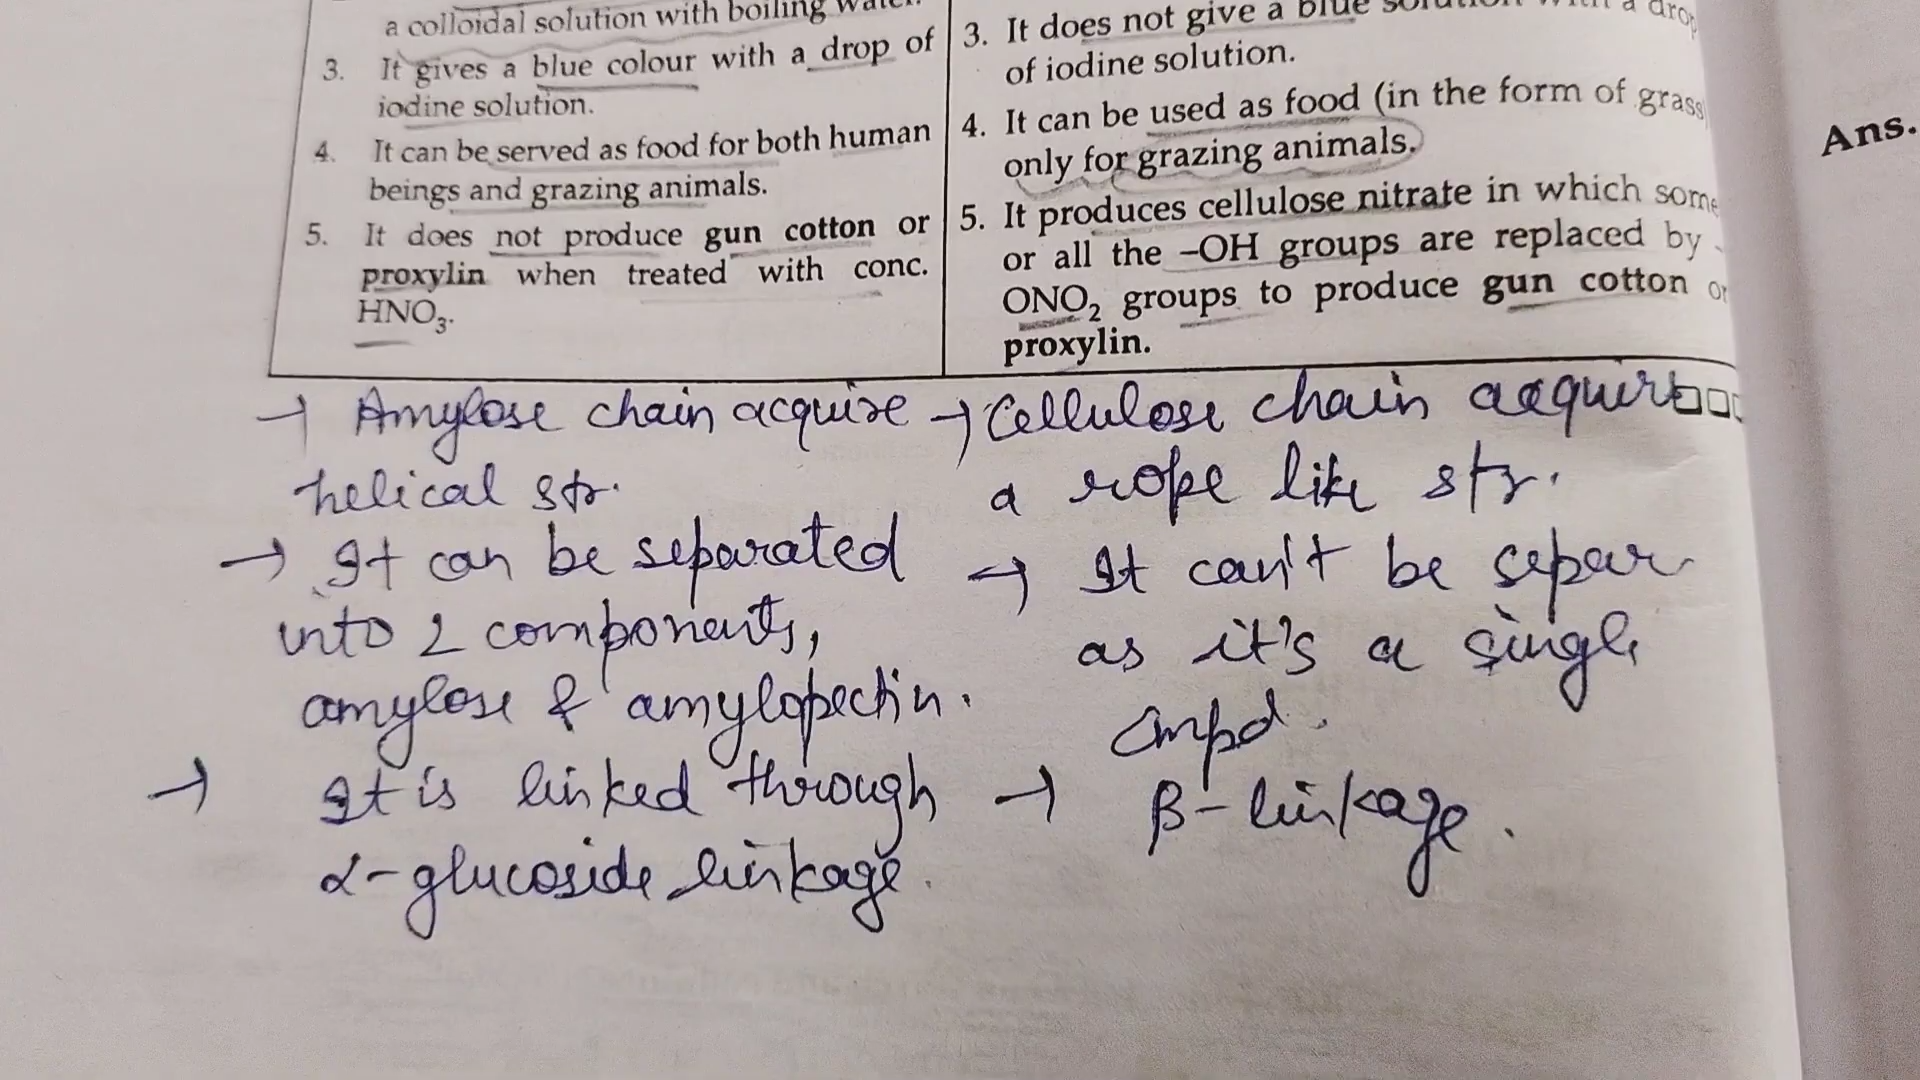 a colloidal solution with boiling water.
3. It gives a blue colour with a drop of
iodine solution.
4. It can be served as food for both human
beings and grazing animals.
5. It does not produce gun cotton or
proxylin when treated with conc.
HNO₃.
3. It does not give a blue solution with a drop
of iodine solution.
4. It can be used as food (in the form of grass
only for grazing animals.
5. It produces cellulose nitrate in which some
or all the –OH groups are replaced by -
ONO₂ groups to produce gun cotton or
proxylin.
Ans.
→ Amylose chain acquire
helical str.
→ It can be separated
into 2 components,
amylose & amylopectin.
→ It is linked through
α-glucoside linkage.
→ Cellulose chain acquire
a rope like str.
→ It can't be separ
as it's a single
cmpd.
→ β-linkage.